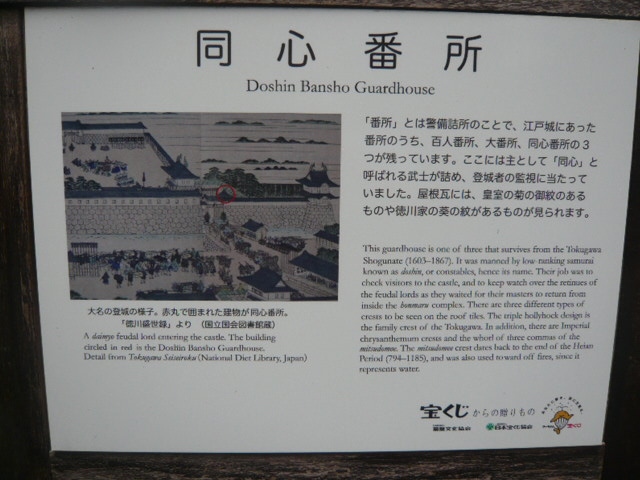 同心番所
Doshin Bansho Guardhouse
「番所」とは警備詰所のことで、江戸城にあった
番所のうち、百人番所、大番所、同心番所の３
つが残っています。ここには主として「同心」と
呼ばれる武士が詰め、登城者の監視に当たって
いました。屋根瓦には、皇室の菊の御紋のある
ものや徳川家の葵の紋があるものが見られます。
This guardhouse is one of three that survives from the Tokugawa
Shogunate (1603–1867). It was manned by low-ranking samurai
known as doshin, or constables, hence its name. Their job was to
check visitors to the castle, and to keep watch over the retinues of
the feudal lords as they waited for their masters to return from
inside the honmaru complex. There are three different types of
crests to be seen on the roof tiles. The triple hollyhock design is
the family crest of the Tokugawa. In addition, there are Imperial
chrysanthemum crests and the whorl of three commas of the
mitsudomoe. The mitsudomoe crest dates back to the end of the Heian
Period (794–1185), and was also used to ward off fires, since it
represents water.
大名の登城の様子。赤丸で囲まれた建物が同心番所。
「徳川盛世録」より （国立国会図書館蔵）
A daimyo feudal lord entering the castle. The building
circled in red is the Doshin Bansho Guardhouse.
Detail from Tokugawa Seiseiroku (National Diet Library, Japan)
宝くじからの贈りもの
日本宝くじ協会
宝くじ